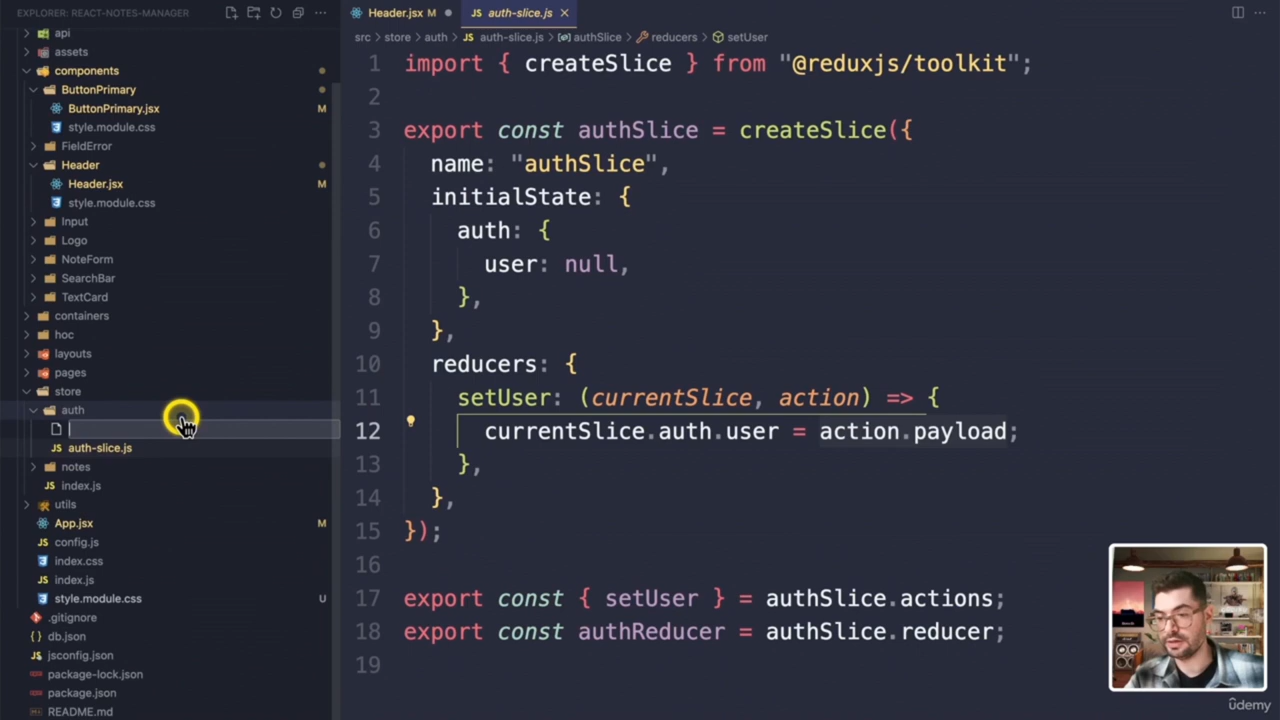 EXPLORER: REACT-NOTES-MANAGER
api
assets
components
ButtonPrimary
ButtonPrimary.jsx M
style.module.css
FieldError
Header
Header.jsx M
style.module.css
Input
Logo
NoteForm
SearchBar
TextCard
containers
hoc
layouts
pages
store
auth
JS auth-slice.js
notes
JS index.js
utils
App.jsx M
JS config.js
index.css
JS index.js
style.module.css U
.gitignore
{} db.json
JS jsconfig.json
package-lock.json
package.json
README.md
Header.jsx M
JS auth-slice.js
src > store > auth > JS auth-slice.js > authSlice > reducers > setUser
1 import { createSlice } from "@reduxjs/toolkit";
2
3 export const authSlice = createSlice({
4 name: "authSlice",
5 initialState: {
6 auth: {
7 user: null,
8 },
9 },
10 reducers: {
11 setUser: (currentSlice, action) => {
12 currentSlice.auth.user = action.payload;
13 },
14 },
15 });
16
17 export const { setUser } = authSlice.actions;
18 export const authReducer = authSlice.reducer;
19
ûdemy